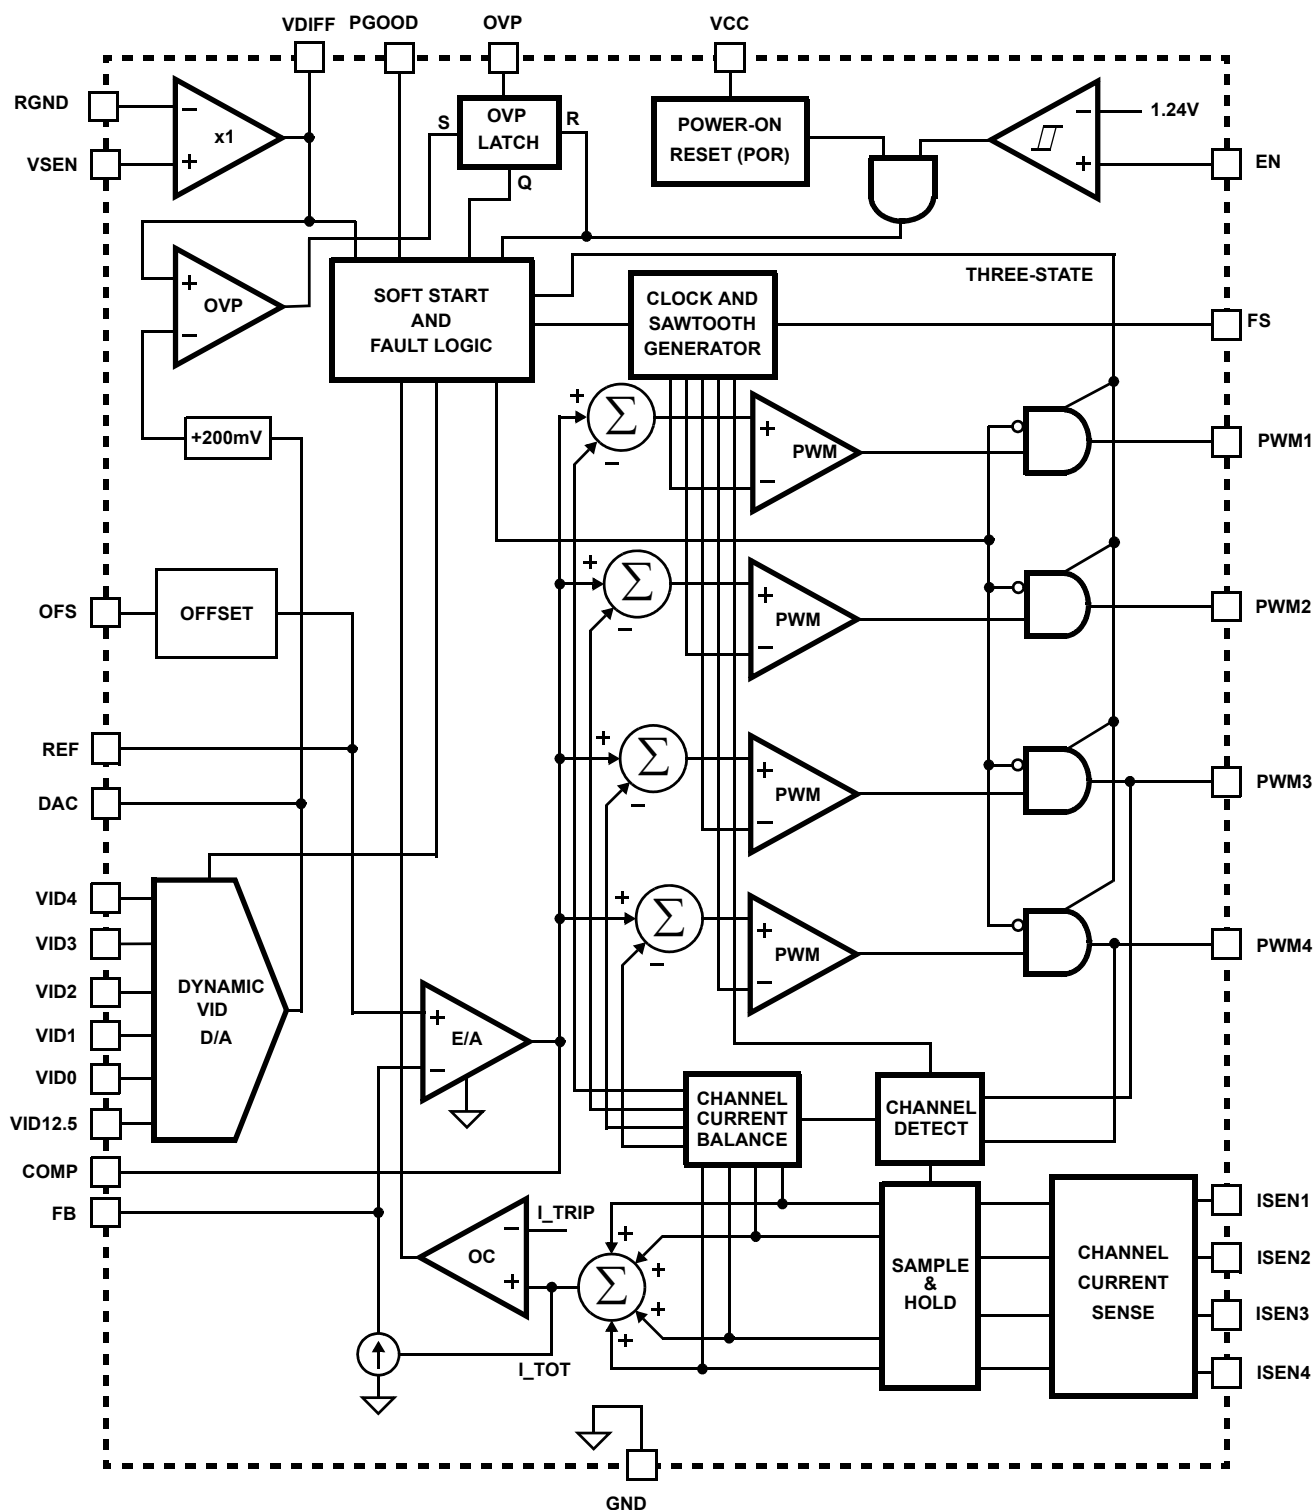 VDIFF
PGOOD
OVP
VCC
RGND
VSEN
−
x1
+
S
OVP
LATCH
R
Q
POWER-ON
RESET (POR)
−
+
1.24V
EN
+
OVP
−
SOFT START
AND
FAULT LOGIC
CLOCK AND
SAWTOOTH
GENERATOR
THREE-STATE
FS
+200mV
+
Σ
−
+
PWM
−
PWM1
OFS
OFFSET
+
Σ
−
+
PWM
−
PWM2
REF
DAC
+
Σ
−
+
PWM
−
PWM3
VID4
VID3
VID2
VID1
VID0
VID12.5
DYNAMIC
VID
D/A
+
Σ
−
+
PWM
−
PWM4
+
E/A
−
COMP
FB
CHANNEL
CURRENT
BALANCE
CHANNEL
DETECT
I_TRIP
−
OC
+
+
+
Σ
+
+
I_TOT
SAMPLE
&
HOLD
CHANNEL
CURRENT
SENSE
ISEN1
ISEN2
ISEN3
ISEN4
GND